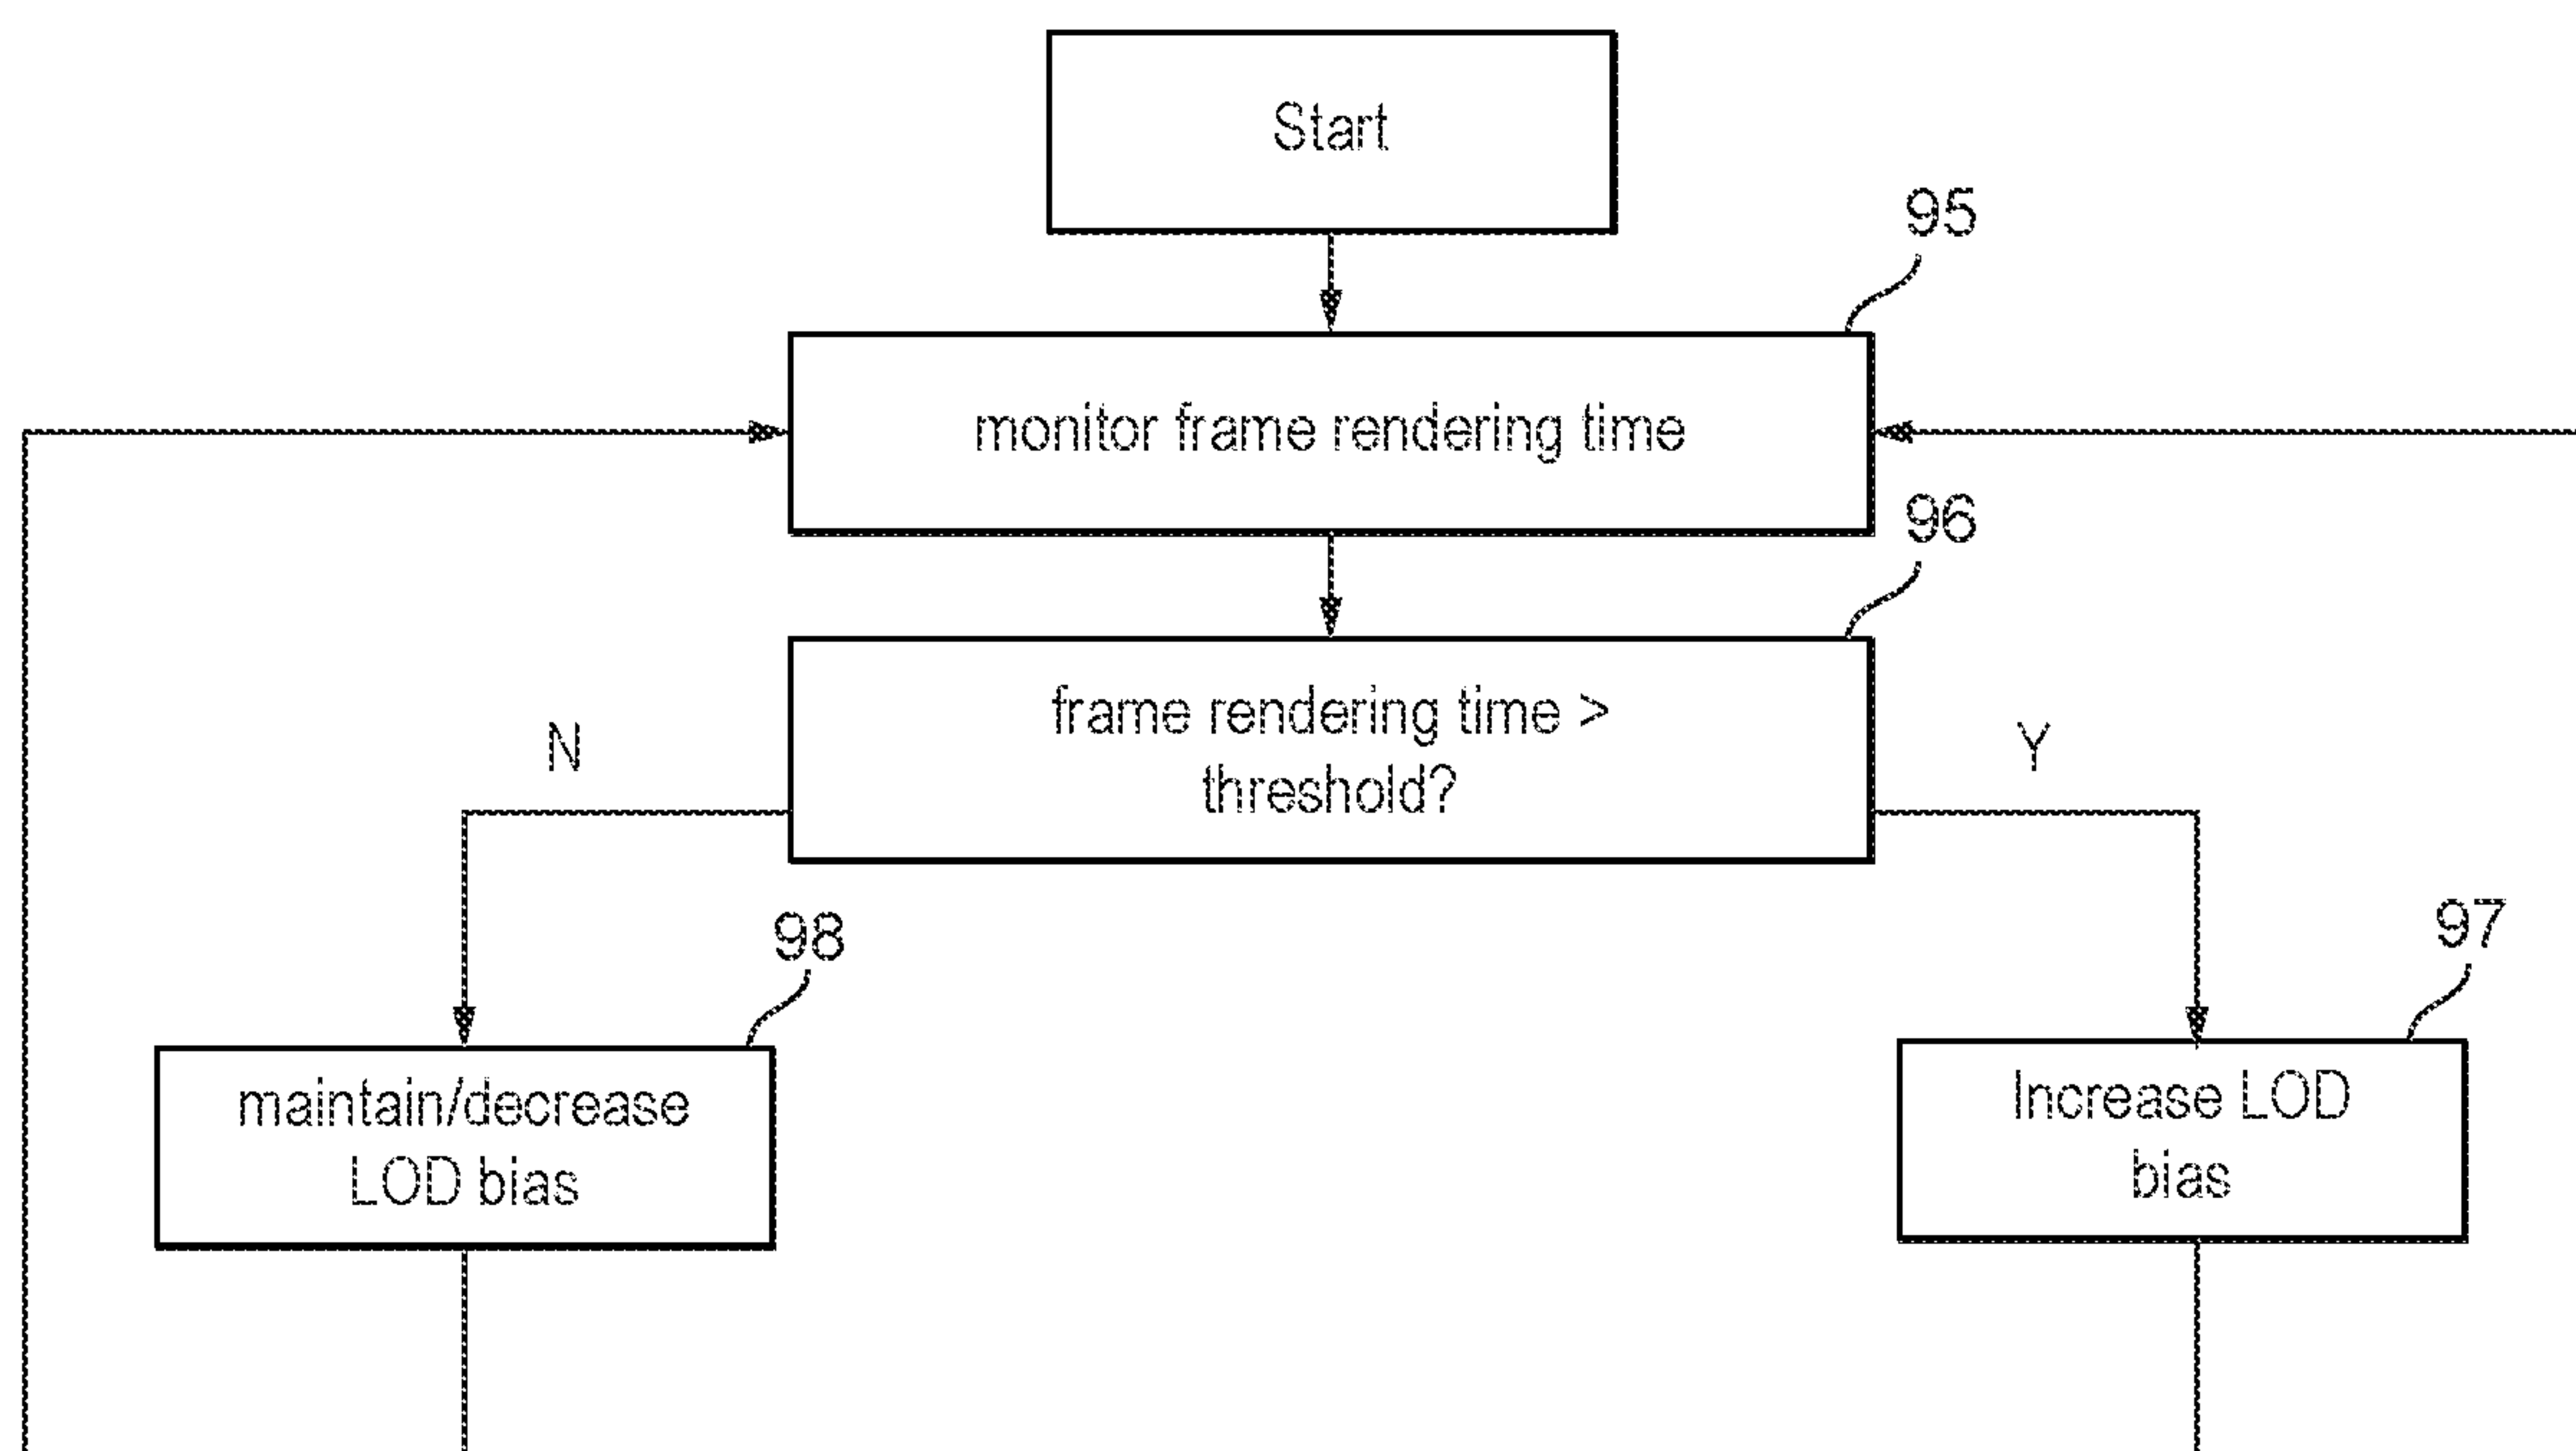 Start
95
monitor frame rendering time
96
frame rendering time >
threshold?
N
Y
98
97
maintain/decrease
LOD bias
Increase LOD
bias